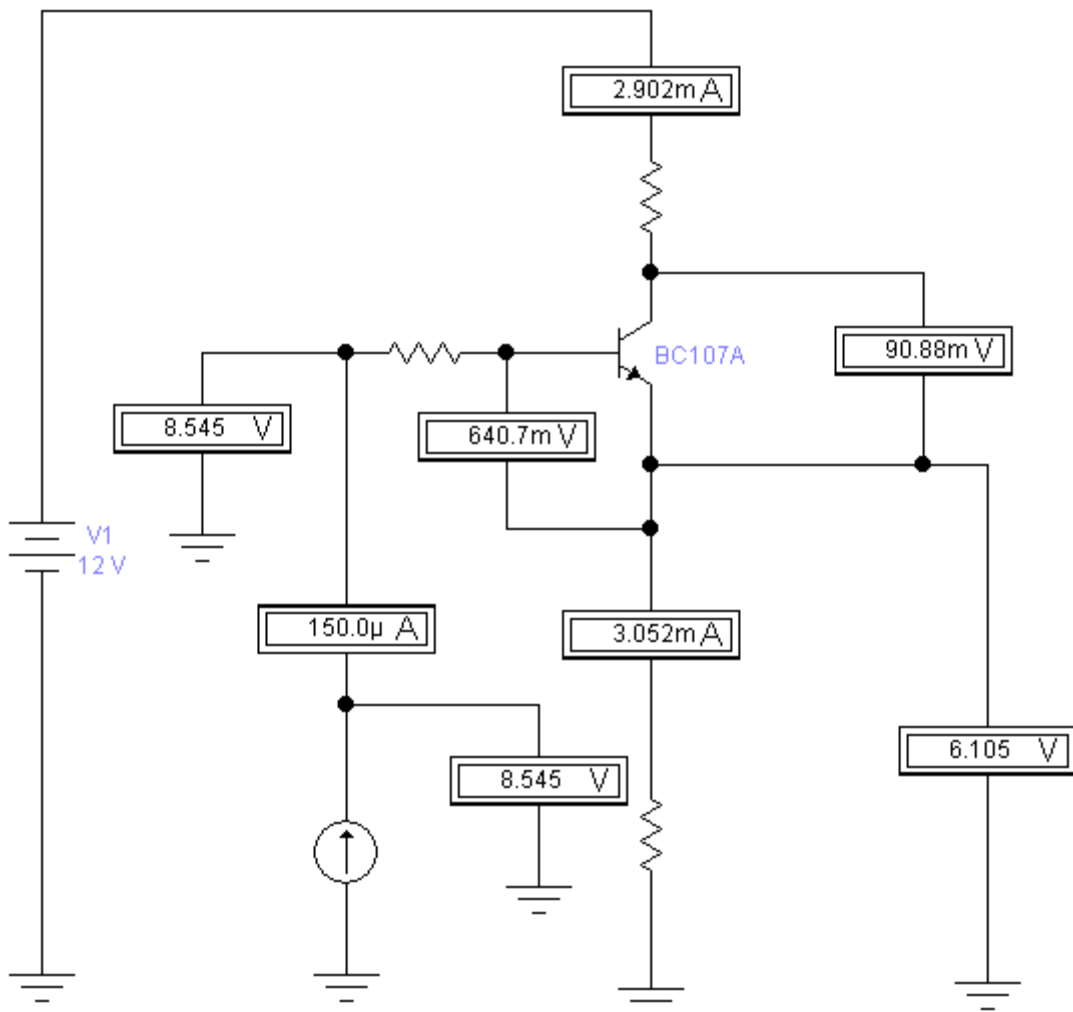 2.902m A
BC107A
90.88m V
8.545 V
640.7m V
V1
12 V
150.0µ A
3.052m A
8.545 V
6.105 V